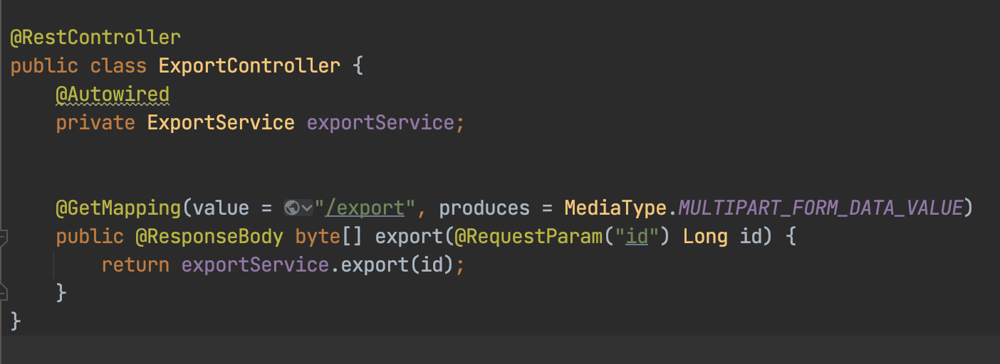 @RestController
public class ExportController {
    @Autowired
    private ExportService exportService;
    @GetMapping(value = "/export", produces = MediaType.MULTIPART_FORM_DATA_VALUE)
    public @ResponseBody byte[] export(@RequestParam("id") Long id) {
        return exportService.export(id);
    }
}